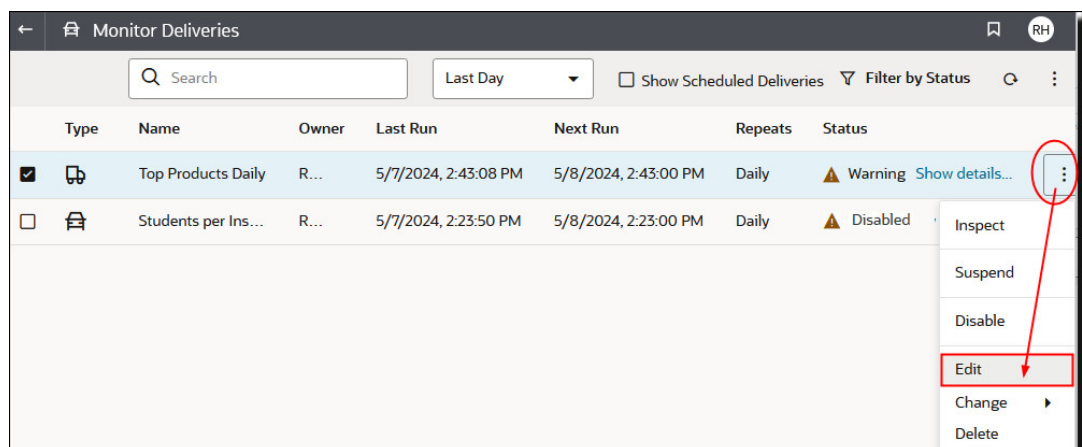 Monitor Deliveries RH
Search Last Day Show Scheduled Deliveries Filter by Status
Type Name Owner Last Run Next Run Repeats Status
Top Products Daily R... 5/7/2024, 2:43:08 PM 5/8/2024, 2:43:00 PM Daily Warning Show details...
Students per Ins... R... 5/7/2024, 2:23:50 PM 5/8/2024, 2:23:00 PM Daily Disabled
Inspect
Suspend
Disable
Edit
Change
Delete